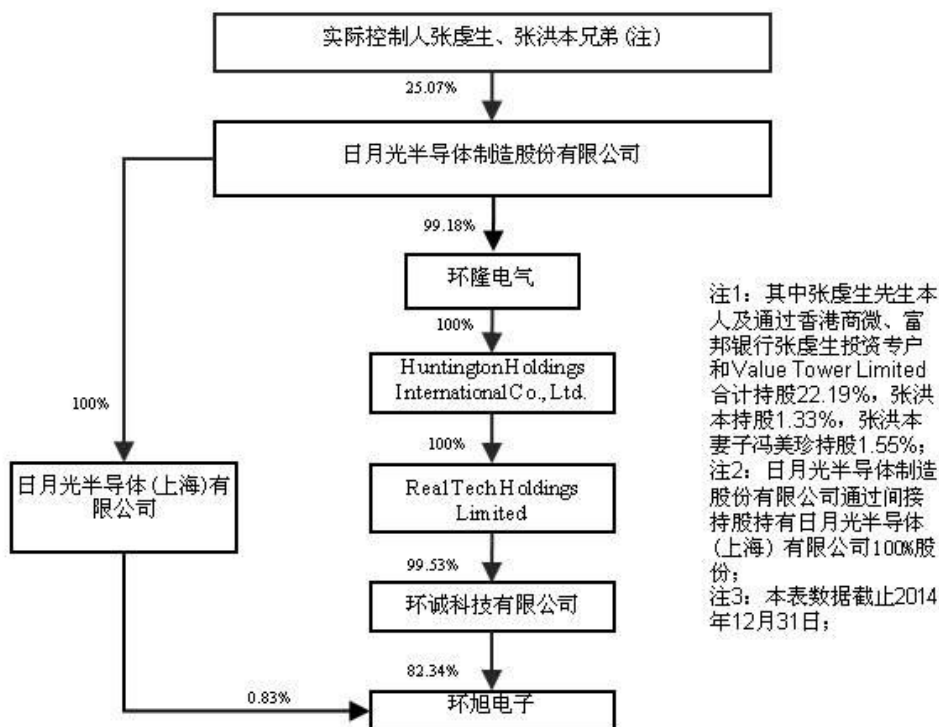 实际控制人张虔生、张洪本兄弟(注)
25.07%
日月光半导体制造股份有限公司
99.18%
环隆电气
100%
HuntingtonHoldings
International Co., Ltd.
100%
100%
日月光半导体(上海)有
限公司
Real Tech Holdings
Limited
99.53%
环诚科技有限公司
82.34%
0.83%
环旭电子
注1：其中张虔生先生本
人及通过香港商微、富
邦银行张虔生投资专户
和Value Tower Limited
合计持股22.19%，张洪
本持股1.33%，张洪本
妻子冯美珍持股1.55%；
注2：日月光半导体制造
股份有限公司通过间接
持股持有日月光半导体
（上海）有限公司100%股
份；
注3：本表数据截止2014
年12月31日；